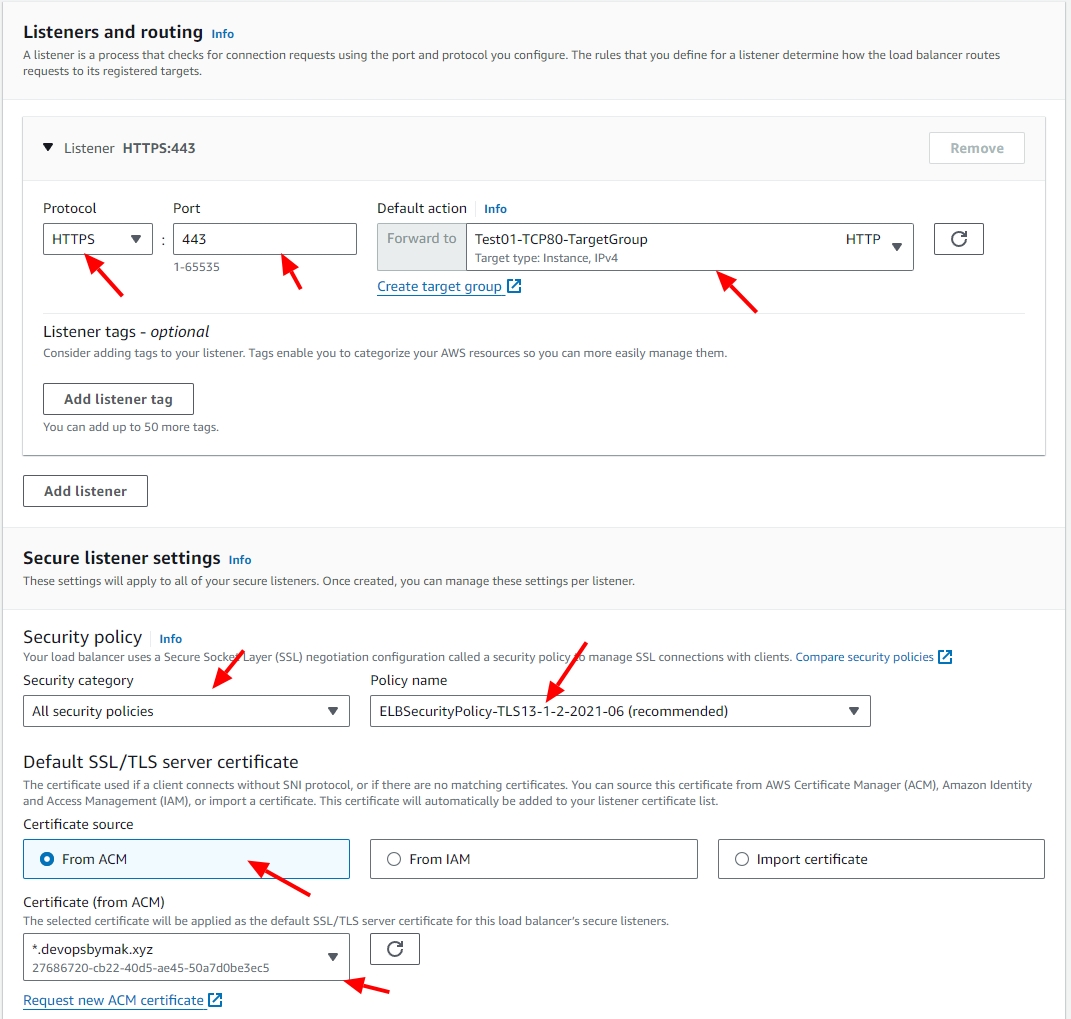 Listeners and routing Info
A listener is a process that checks for connection requests using the port and protocol you configure. The rules that you define for a listener determine how the load balancer routes
requests to its registered targets.
Listener HTTPS:443
Remove
Protocol
Port
Default action Info
HTTPS
:
443
Forward to
Test01-TCP80-TargetGroup
HTTP
Target type: Instance, IPv4
1-65535
Create target group
Listener tags - optional
Consider adding tags to your listener. Tags enable you to categorize your AWS resources so you can more easily manage them.
Add listener tag
You can add up to 50 more tags.
Add listener
Secure listener settings Info
These settings will apply to all of your secure listeners. Once created, you can manage these settings per listener.
Security policy Info
Your load balancer uses a Secure Socket Layer (SSL) negotiation configuration called a security policy to manage SSL connections with clients. Compare security policies
Security category
Policy name
All security policies
ELBSecurityPolicy-TLS13-1-2-2021-06 (recommended)
Default SSL/TLS server certificate
The certificate used if a client connects without SNI protocol, or if there are no matching certificates. You can source this certificate from AWS Certificate Manager (ACM), Amazon Identity
and Access Management (IAM), or import a certificate. This certificate will automatically be added to your listener certificate list.
Certificate source
From ACM
From IAM
Import certificate
Certificate (from ACM)
The selected certificate will be applied as the default SSL/TLS server certificate for this load balancer's secure listeners.
*.devopsbymak.xyz
27686720-cb22-40d5-ae45-50a7d0be3ec5
Request new ACM certificate